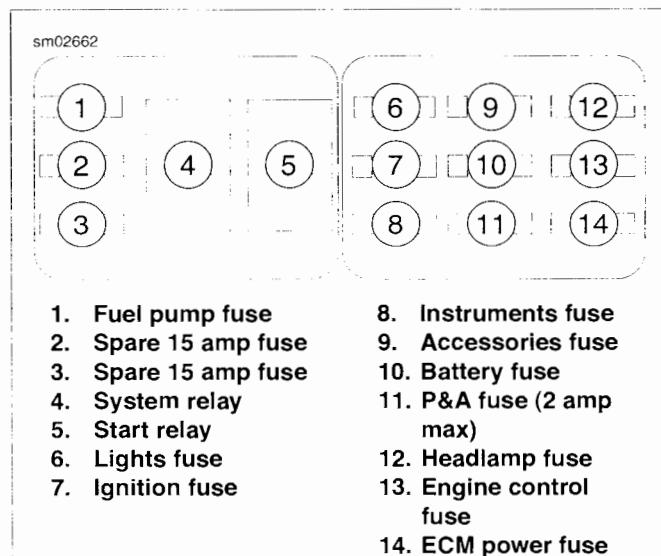 sm02662
1 6 9 12
2 4 5 7 10 13
3 8 11 14
1. Fuel pump fuse
2. Spare 15 amp fuse
3. Spare 15 amp fuse
4. System relay
5. Start relay
6. Lights fuse
7. Ignition fuse
8. Instruments fuse
9. Accessories fuse
10. Battery fuse
11. P&A fuse (2 amp
max)
12. Headlamp fuse
13. Engine control
fuse
14. ECM power fuse